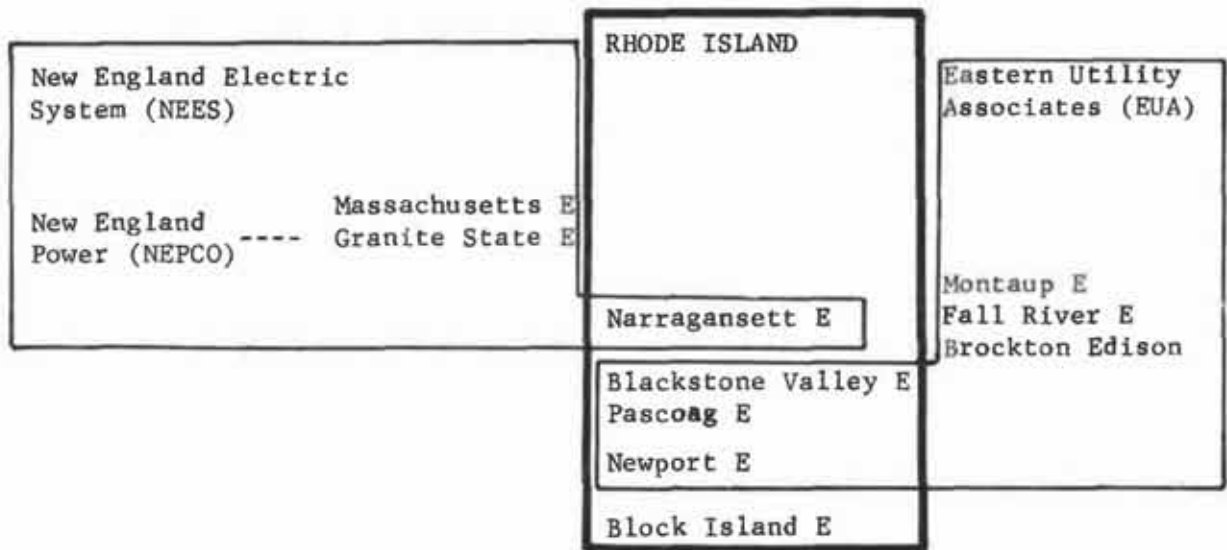 RHODE ISLAND
New England Electric
System (NEES)
New England
Power (NEPCO)
----
Massachusetts E
Granite State E
Narragansett E
Eastern Utility
Associates (EUA)
Montaup E
Fall River E
Brockton Edison
Blackstone Valley E
Pascoag E
Newport E
Block Island E